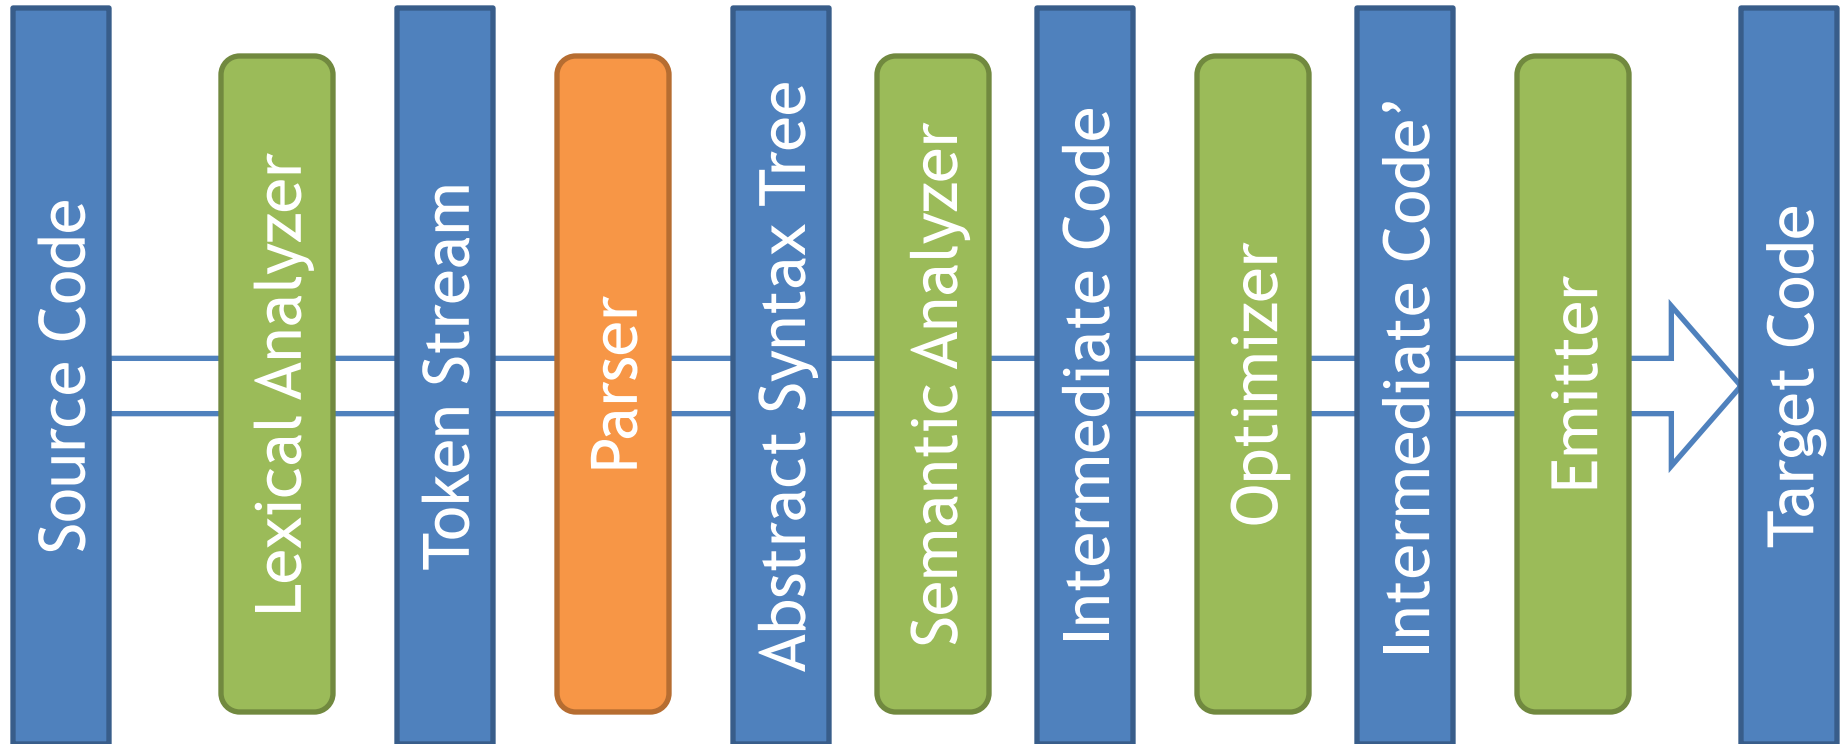 Source Code
Lexical Analyzer
Token Stream
Parser
Abstract Syntax Tree
Semantic Analyzer
Intermediate Code
Optimizer
Intermediate Code’
Emitter
Target Code